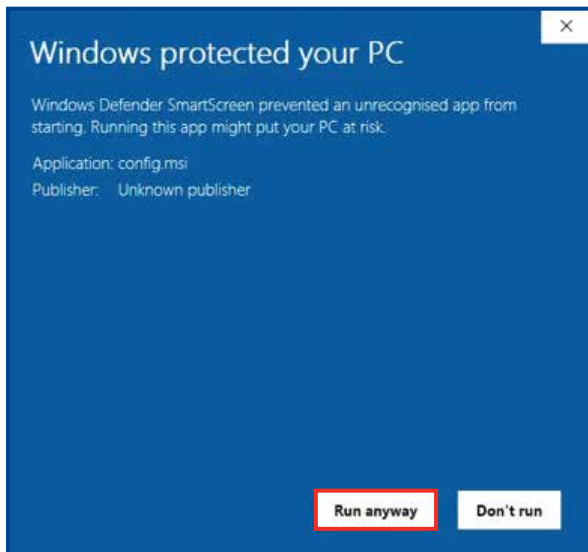 Windows protected your PC
Windows Defender SmartScreen prevented an unrecognised app from
starting. Running this app might put your PC at risk.
Application: config.msi
Publisher: Unknown publisher
Run anyway
Don't run